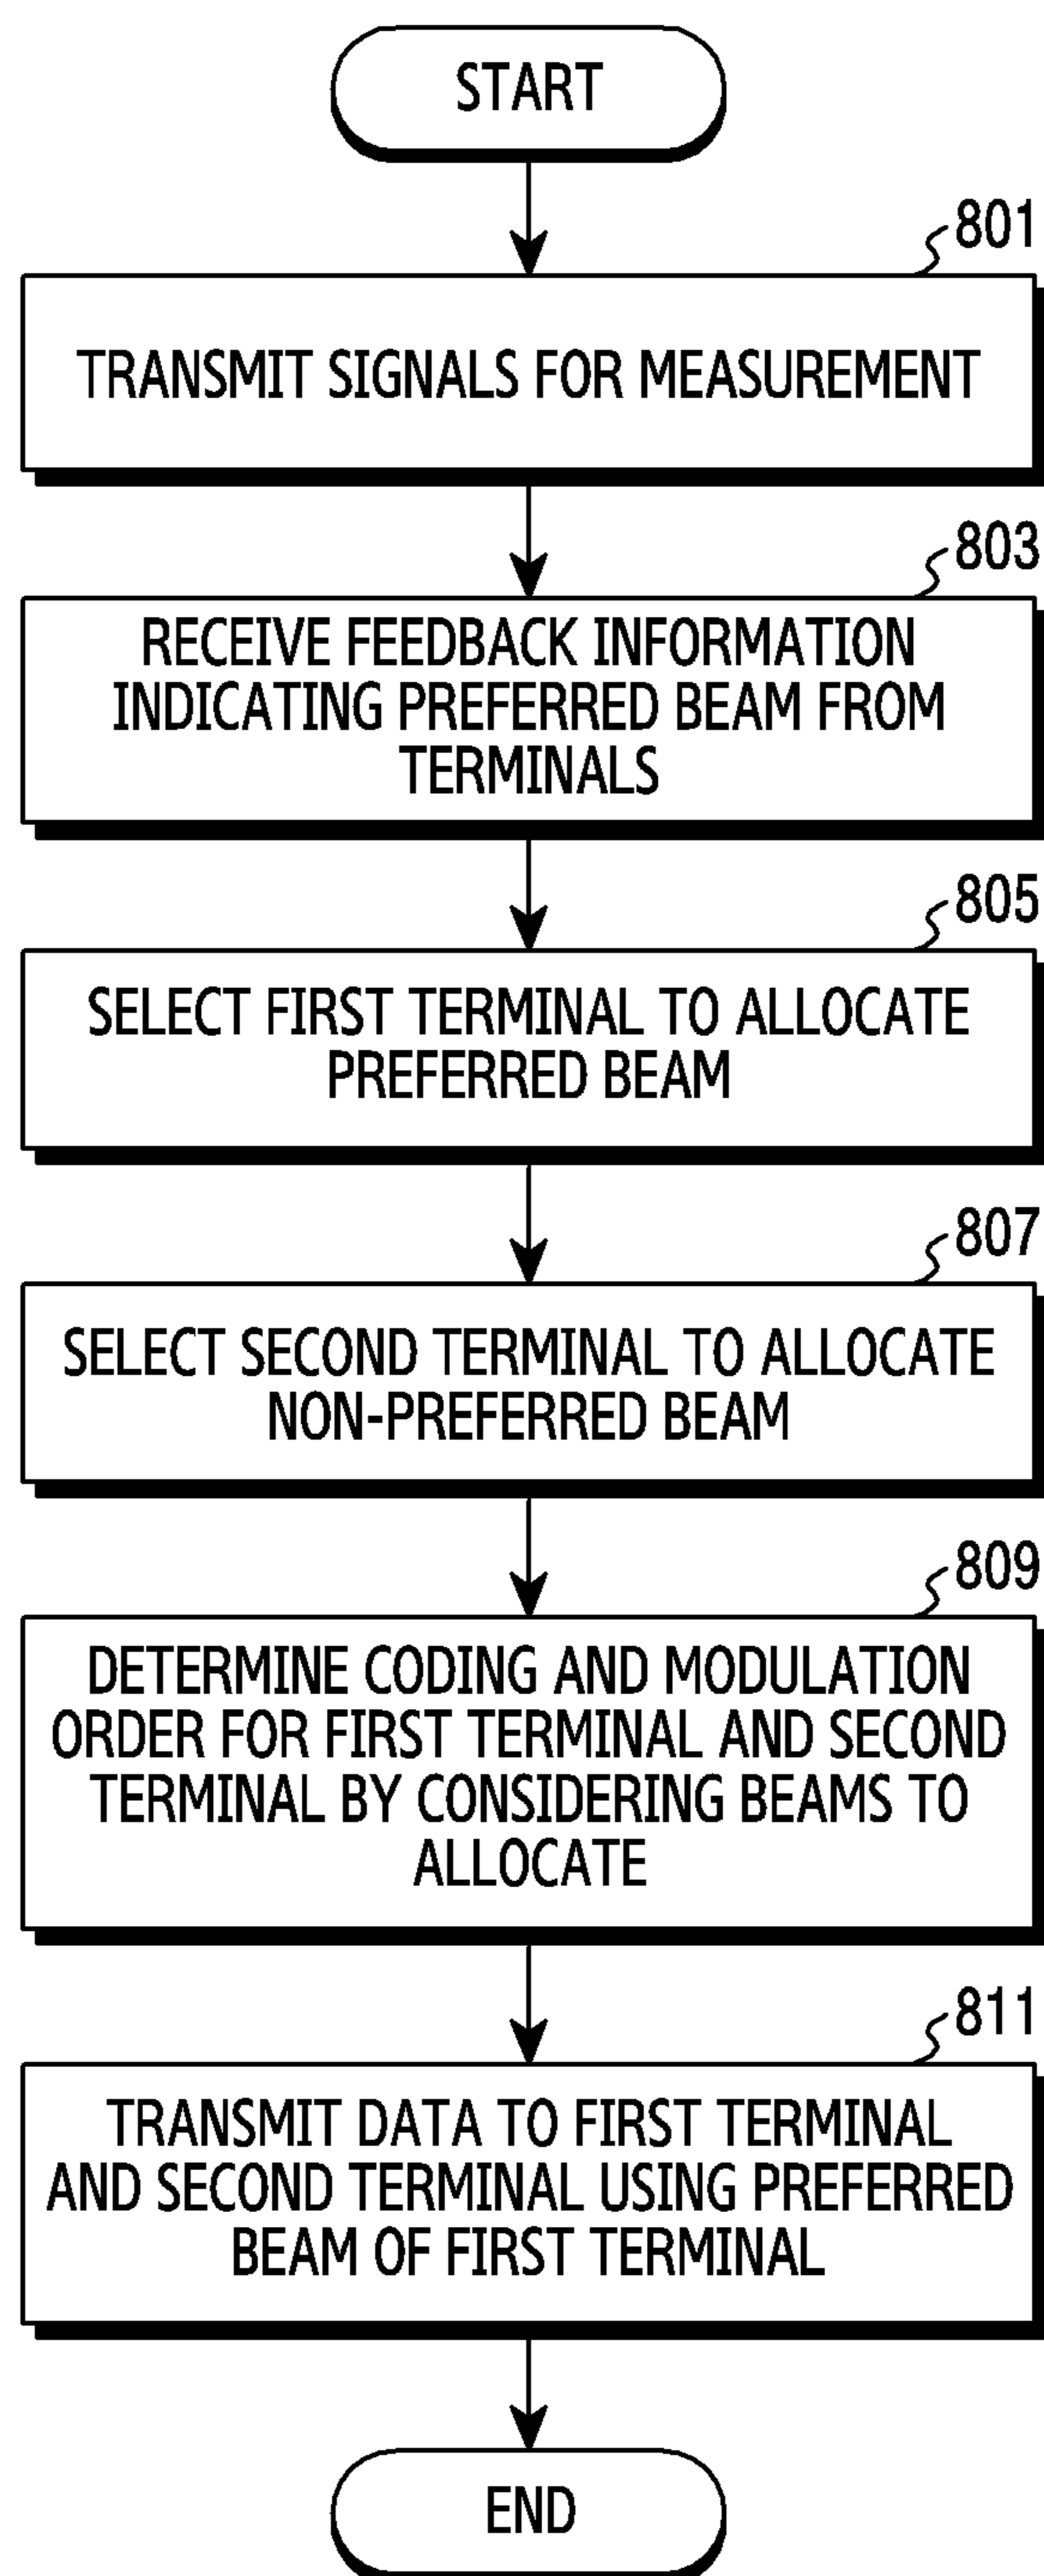 START
801
TRANSMIT SIGNALS FOR MEASUREMENT
803
RECEIVE FEEDBACK INFORMATION
INDICATING PREFERRED BEAM FROM
TERMINALS
805
SELECT FIRST TERMINAL TO ALLOCATE
PREFERRED BEAM
807
SELECT SECOND TERMINAL TO ALLOCATE
NON-PREFERRED BEAM
809
DETERMINE CODING AND MODULATION
ORDER FOR FIRST TERMINAL AND SECOND
TERMINAL BY CONSIDERING BEAMS TO
ALLOCATE
811
TRANSMIT DATA TO FIRST TERMINAL
AND SECOND TERMINAL USING PREFERRED
BEAM OF FIRST TERMINAL
END